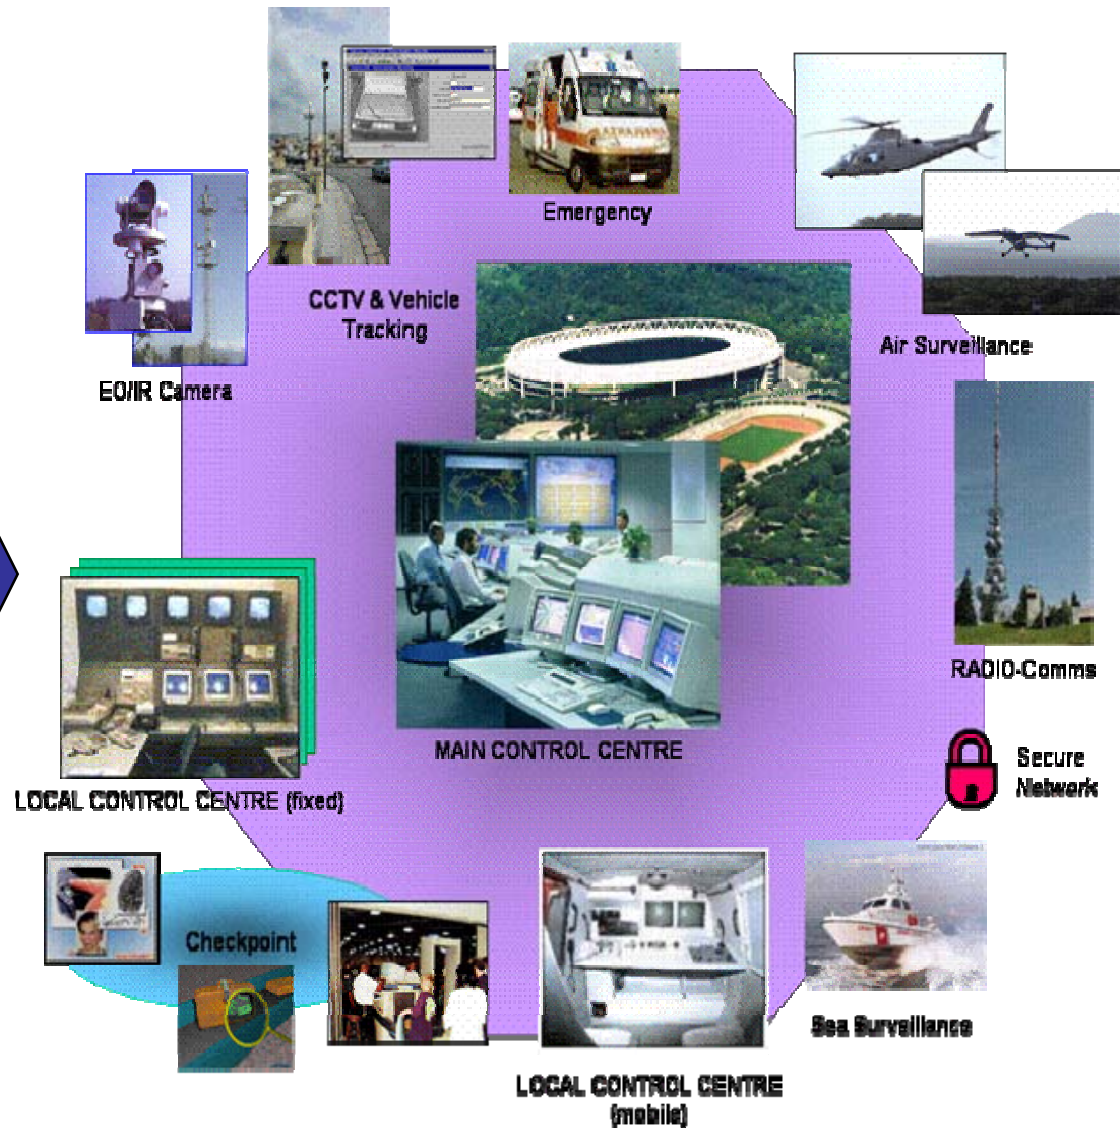 Emergency
CCTV & Vehicle
Tracking
Air Surveillance
EO/IR Camera
RADIO-Comms
MAIN CONTROL CENTRE
Secure
Network
LOCAL CONTROL CENTRE (fixed)
Checkpoint
Sea Surveillance
LOCAL CONTROL CENTRE
(mobile)